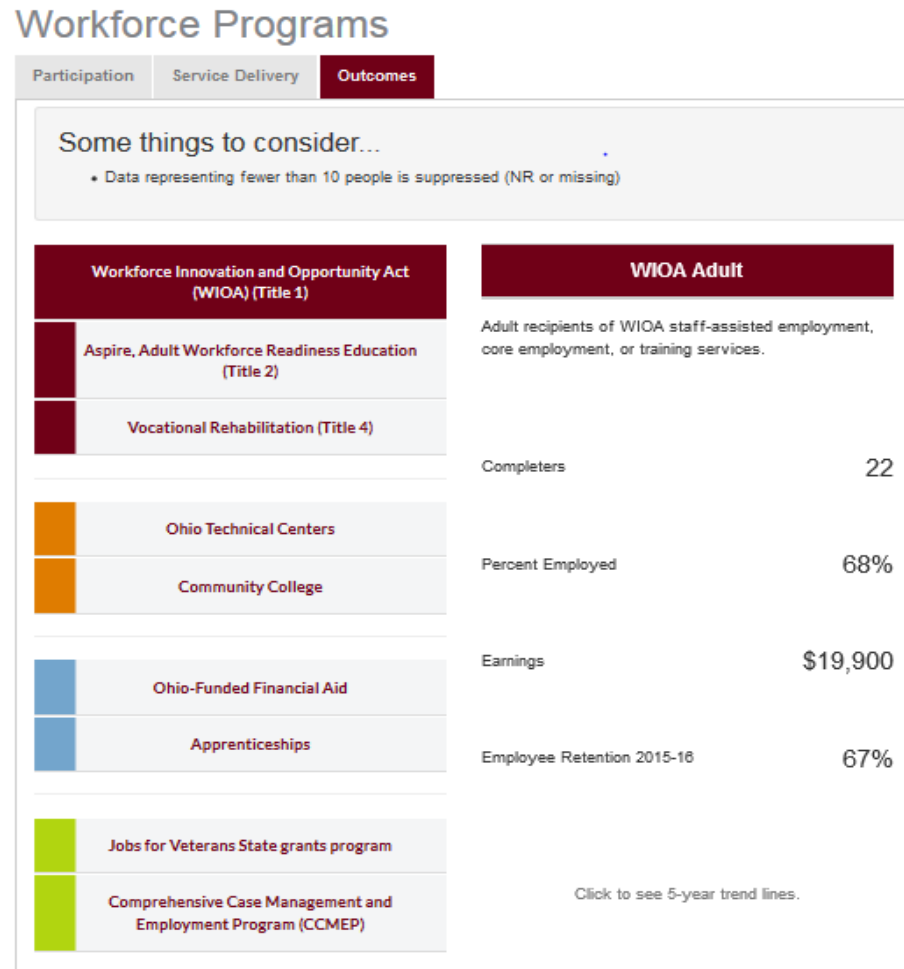 Workforce Programs
Participation
Service Delivery
Outcomes
Some things to consider...
• Data representing fewer than 10 people is suppressed (NR or missing)
Workforce Innovation and Opportunity Act
(WIOA) (Title 1)
Aspire, Adult Workforce Readiness Education
(Title 2)
Vocational Rehabilitation (Title 4)
Ohio Technical Centers
Community College
Ohio-Funded Financial Aid
Apprenticeships
Jobs for Veterans State grants program
Comprehensive Case Management and
Employment Program (CCMEP)
WIOA Adult
Adult recipients of WIOA staff-assisted employment,
core employment, or training services.
Completers 22
Percent Employed 68%
Earnings $19,900
Employee Retention 2015-16 67%
Click to see 5-year trend lines.